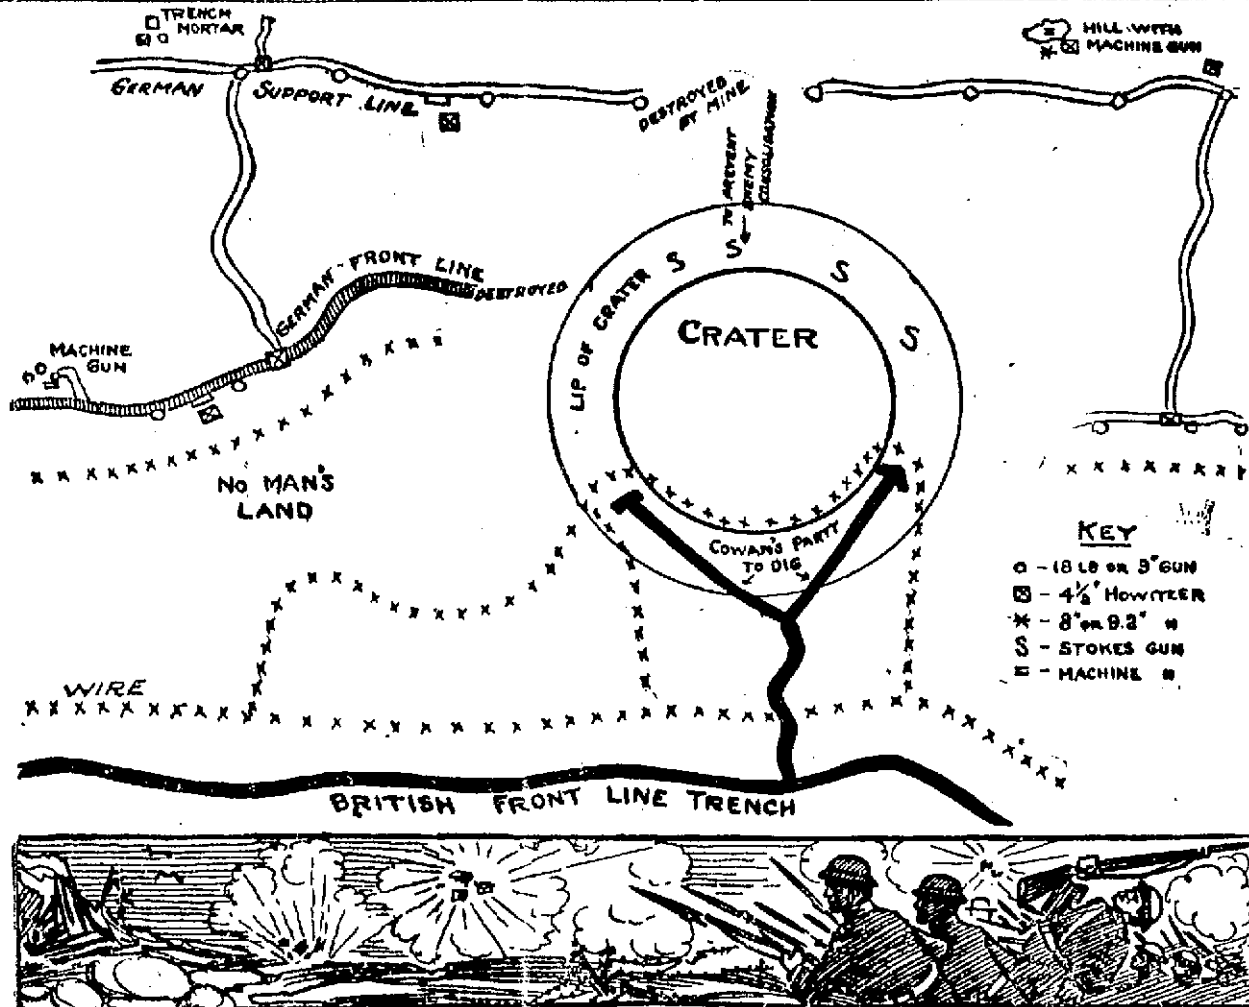 TRENCH
MORTAR
HILL WITH
MACHINE GUN
GERMAN SUPPORT LINE
DESTROYED
BY MINE
TO PREVENT
ENEMY
CONSOLIDATION
GERMAN-FRONT LINE
DESTROYED
LIP OF CRATER S S S S
CRATER
MACHINE
GUN
NO MAN'S
LAND
COWAN'S PARTY
TO DIG
KEY
- 18 LB OR 3" GUN
- 4½" HOWITZER
- 8" OR 9.2" "
S - STOKES GUN
- MACHINE "
WIRE
BRITISH FRONT LINE TRENCH